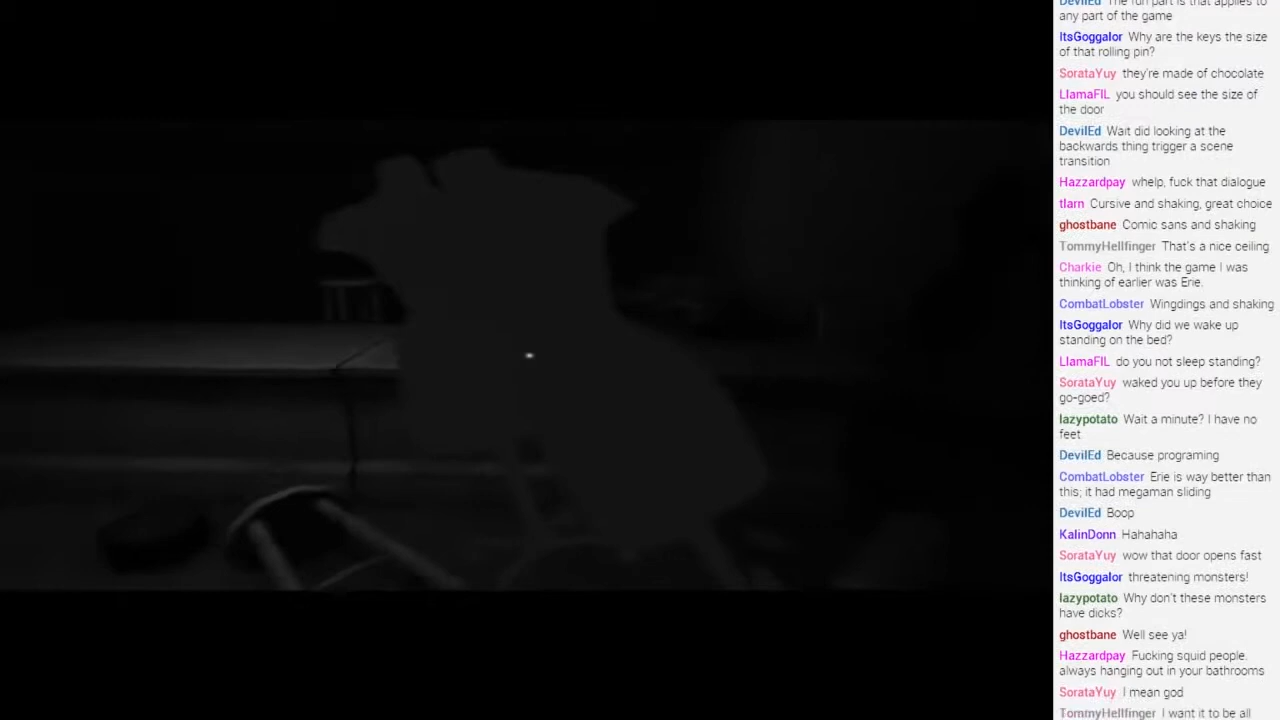 DevilEd The fun part is that applies to
any part of the game
ItsGoggalor Why are the keys the size
of that rolling pin?
SorataYuy they're made of chocolate
LlamaFIL you should see the size of
the door
DevilEd Wait did looking at the
backwards thing trigger a scene
transition
Hazzardpay whelp, fuck that dialogue
tlarn Cursive and shaking, great choice
ghostbane Comic sans and shaking
TommyHellfinger That's a nice ceiling
Charkie Oh, I think the game I was
thinking of earlier was Erie.
CombatLobster Wingdings and shaking
ItsGoggalor Why did we wake up
standing on the bed?
LlamaFIL do you not sleep standing?
SorataYuy waked you up before they
go-goed?
lazypotato Wait a minute? I have no
feet
DevilEd Because programing
CombatLobster Erie is way better than
this; it had megaman sliding
DevilEd Boop
KalinDonn Hahahaha
SorataYuy wow that door opens fast
ItsGoggalor threatening monsters!
lazypotato Why don't these monsters
have dicks?
ghostbane Well see ya!
Hazzardpay Fucking squid people.
always hanging out in your bathrooms
SorataYuy I mean god
TommyHellfinger I want it to be all